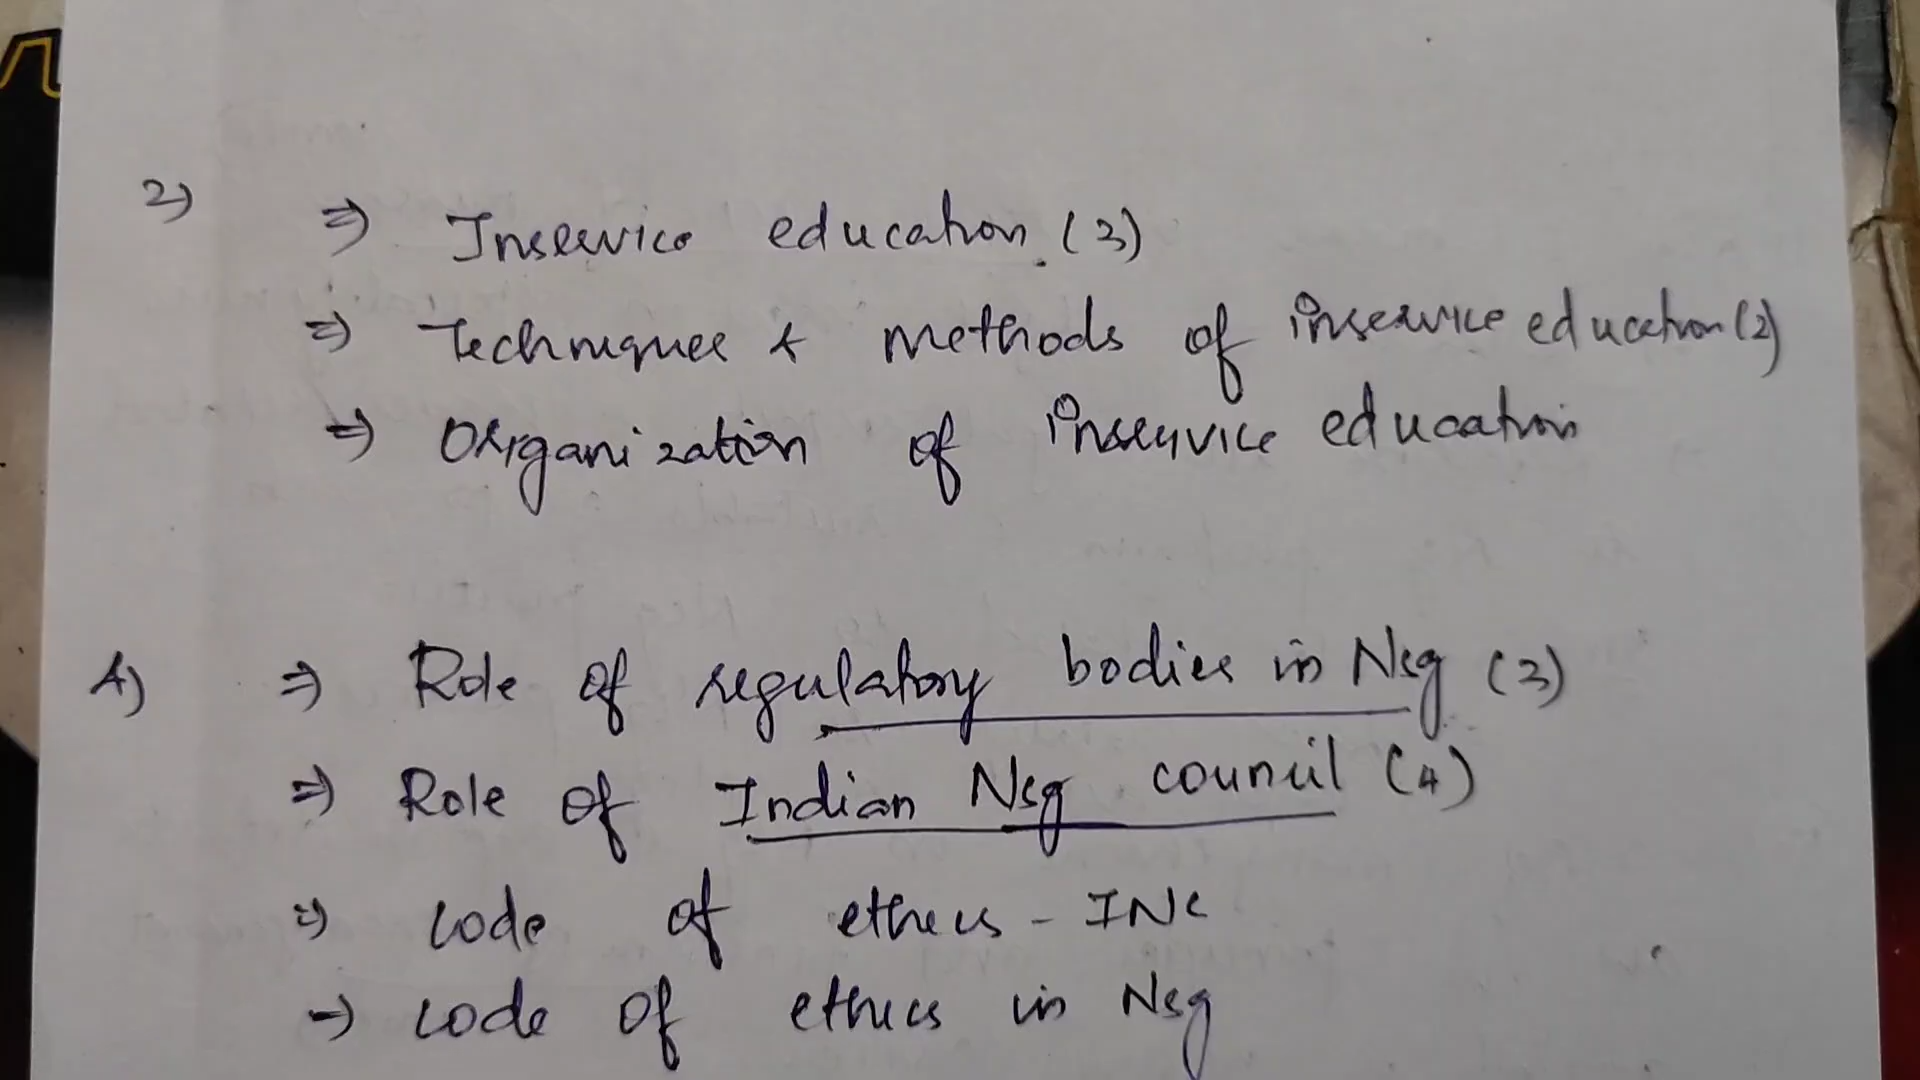 2) ⇒ Inservice education. (3)
⇒ Techniques & methods of inservice education (2)
⇒ Organization of inservice education
4) ⇒ Role of regulatory bodies in Nsg (3)
⇒ Role of Indian Nsg council (4)
⇒ code of ethics - INC
→ code of ethics in Nsg